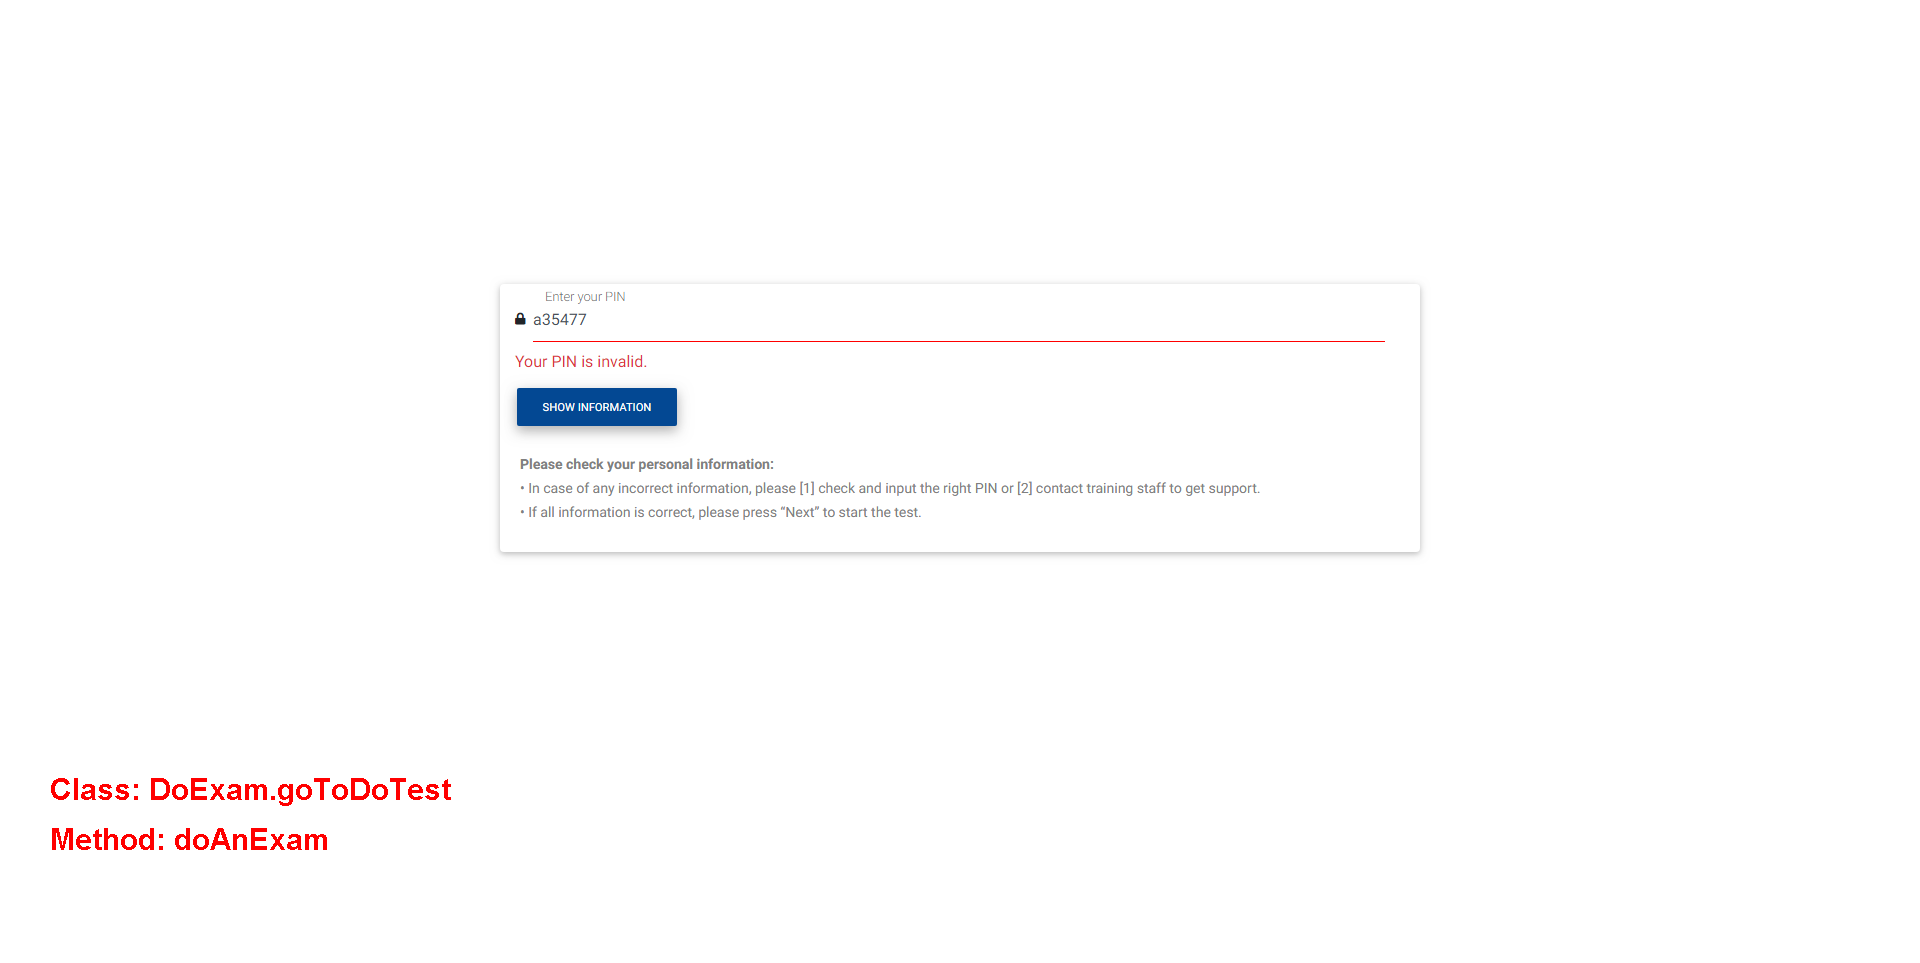 Enter your PIN
a35477
Your PIN is invalid.
SHOW INFORMATION
Please check your personal information:
• In case of any incorrect information, please [1] check and input the right PIN or [2] contact training staff to get support.
• If all information is correct, please press “Next” to start the test.
Class: DoExam.goToDoTest
Method: doAnExam